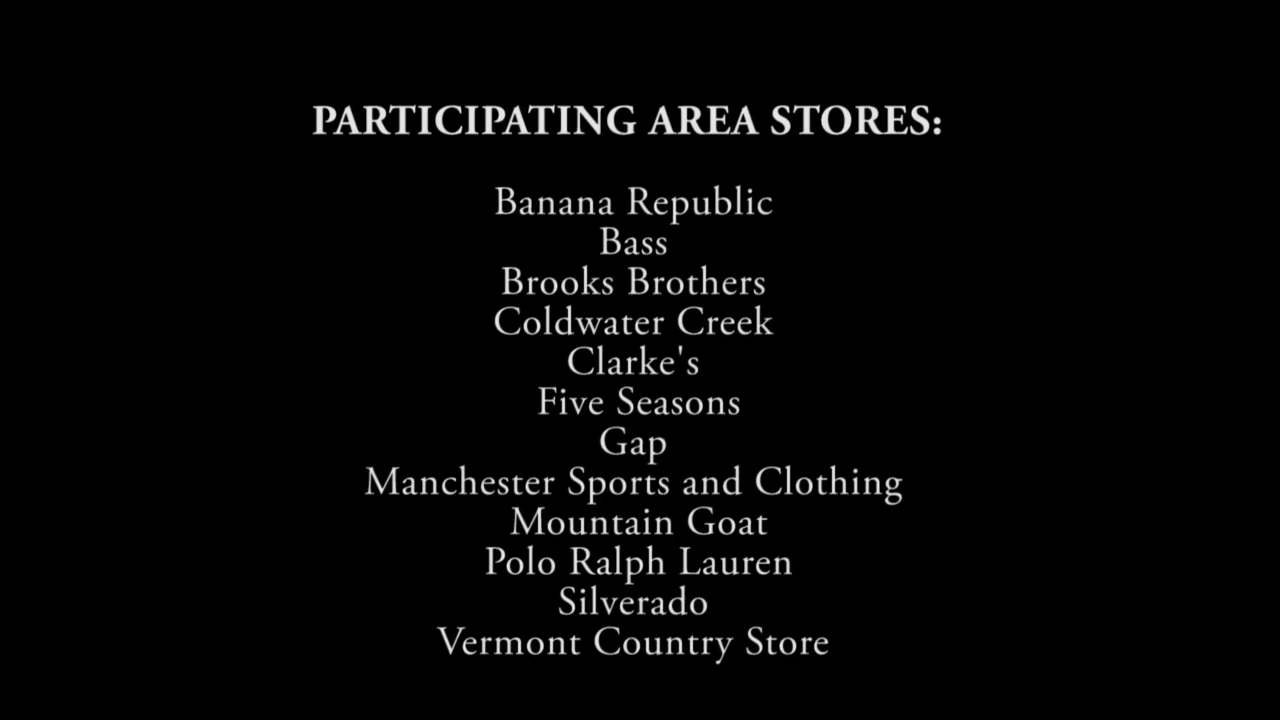 PARTICIPATING AREA STORES:
Banana Republic
Bass
Brooks Brothers
Coldwater Creek
Clarke's
Five Seasons
Gap
Manchester Sports and Clothing
Mountain Goat
Polo Ralph Lauren
Silverado
Vermont Country Store